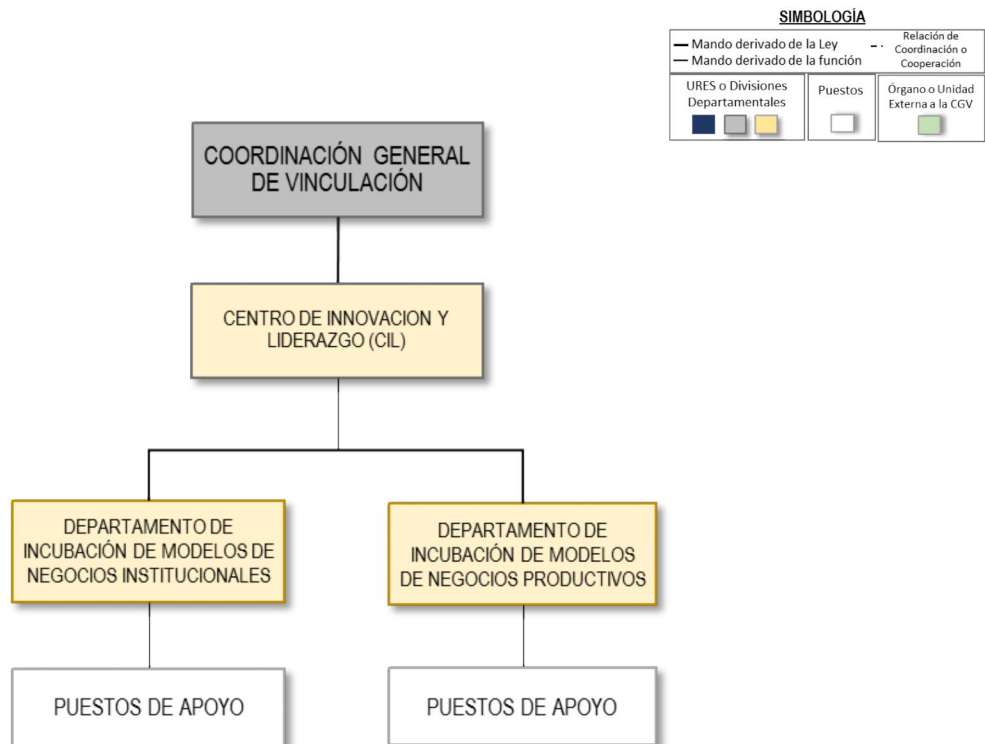 SIMBOLOGÍA
Mando derivado de la Ley
Mando derivado de la función
Relación de
Coordinación o
Cooperación
URES o Divisiones
Departamentales
Puestos
Órgano o Unidad
Externa a la CGV
COORDINACIÓN GENERAL
DE VINCULACIÓN
CENTRO DE INNOVACION Y
LIDERAZGO (CIL)
DEPARTAMENTO DE
INCUBACIÓN DE MODELOS DE
NEGOCIOS INSTITUCIONALES
DEPARTAMENTO DE
INCUBACIÓN DE MODELOS
DE NEGOCIOS PRODUCTIVOS
PUESTOS DE APOYO
PUESTOS DE APOYO